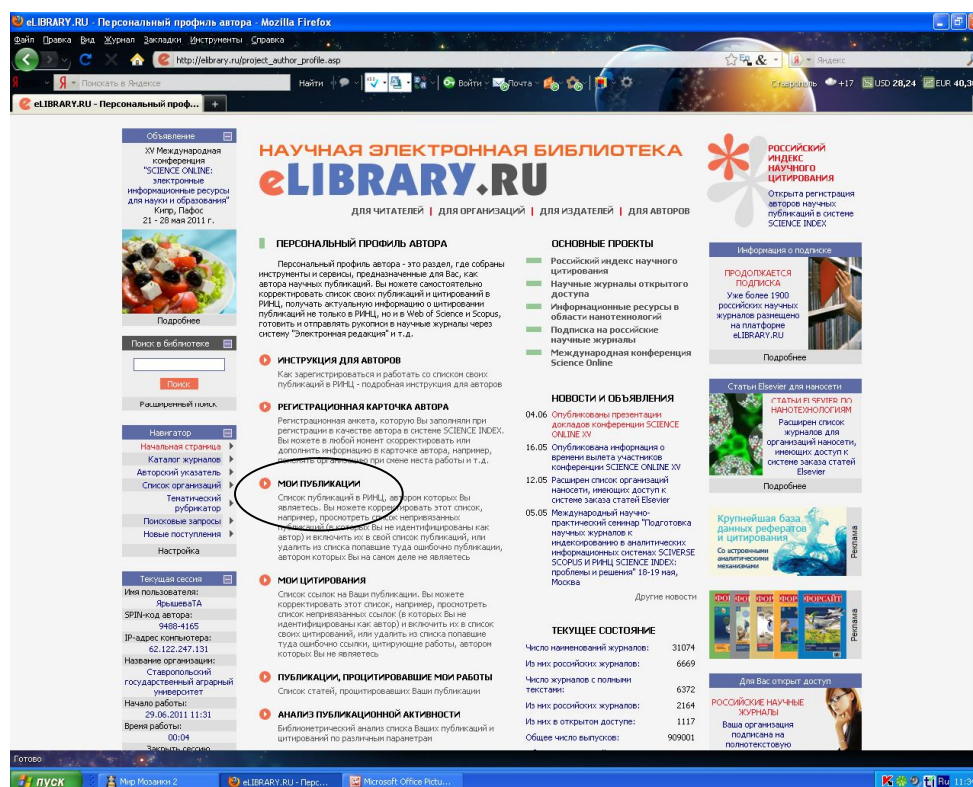 eLIBRARY.RU - Персональный профиль автора - Mozilla Firefox
Файл Правка Вид Журнал Закладки Инструменты Справка
http://elibrary.ru/project_author_profile.asp
Яндекс
Поискать в Яндексе
Найти
Войти
Почта
Ставрополь +17 USD 28,24 EUR
eLIBRARY.RU - Персональный проф...
Объявление
XV Международная
конференция
"SCIENCE ONLINE:
электронные
информационные ресурсы
для науки и образования"
Кипр, Пафос
21 - 28 мая 2011 г.
Подробнее
Поиск в библиотеке
Поиск
Расширенный поиск
Навигатор
Начальная страница
Каталог журналов
Авторский указатель
Список организаций
Тематический
рубрикатор
Поисковые запросы
Новые поступления
Настройка
Текущая сессия
Имя пользователя:
ЯрышеваТА
SPIN-код автора:
9488-4165
IP-адрес компьютера:
62.122.247.131
Название организации:
Ставропольский
государственный аграрный
университет
Начало работы:
29.06.2011 11:31
Время работы:
00:04
Закрыть сессию
НАУЧНАЯ ЭЛЕКТРОННАЯ БИБЛИОТЕКА
eLIBRARY.RU
ДЛЯ ЧИТАТЕЛЕЙ | ДЛЯ ОРГАНИЗАЦИЙ | ДЛЯ ИЗДАТЕЛЕЙ | ДЛЯ АВТОРОВ
ПЕРСОНАЛЬНЫЙ ПРОФИЛЬ АВТОРА
Персональный профиль автора - это раздел, где собраны
инструменты и сервисы, предназначенные для Вас, как
автора научных публикаций. Вы можете самостоятельно
корректировать список своих публикаций и цитирований в
РИНЦ, получать актуальную информацию о цитировании
публикаций не только в РИНЦ, но и в Web of Science и Scopus,
готовить и отправлять рукописи в научные журналы через
систему "Электронная редакция" и т.д.
ИНСТРУКЦИЯ ДЛЯ АВТОРОВ
Как зарегистрироваться и работать со списком своих
публикаций в РИНЦ - подробная инструкция для авторов
РЕГИСТРАЦИОННАЯ КАРТОЧКА АВТОРА
Регистрационная анкета, которую Вы заполняли при
регистрации в качестве автора в системе SCIENCE INDEX.
Вы можете в любой момент скорректировать или
дополнить информацию в карточке автора, например,
поменять организацию при смене места работы и т.д.
МОИ ПУБЛИКАЦИИ
Список публикаций в РИНЦ, автором которых Вы
являетесь. Вы можете корректировать этот список,
например, просмотреть список непривязанных
публикаций (в которых Вы не идентифицированы как
автор) и включить их в свой список публикаций, или
удалить из списка попавшие туда ошибочно публикации,
автором которых Вы на самом деле не являетесь
МОИ ЦИТИРОВАНИЯ
Список ссылок на Ваши публикации. Вы можете
корректировать этот список, например, просмотреть
список непривязанных ссылок (в которых Вы не
идентифицированы как автор) и включить их в список
своих цитирований, или удалить из списка попавшие
туда ошибочно ссылки, цитирующие работы, автором
которых Вы не являетесь
ПУБЛИКАЦИИ, ПРОЦИТИРОВАВШИЕ МОИ РАБОТЫ
Список статей, процитировавших Ваши публикации
АНАЛИЗ ПУБЛИКАЦИОННОЙ АКТИВНОСТИ
Библиометрический анализ списка Ваших публикаций и
цитирований по различным параметрам
ОСНОВНЫЕ ПРОЕКТЫ
Российский индекс научного
цитирования
Научные журналы открытого
доступа
Информационные ресурсы в
области нанотехнологий
Подписка на российские
научные журналы
Международная конференция
Science Online
НОВОСТИ И ОБЪЯВЛЕНИЯ
04.06 Опубликованы презентации
докладов конференции SCIENCE
ONLINE XV
16.05 Опубликована информация о
времени вылета участников
конференции SCIENCE ONLINE XV
12.05 Расширен список организаций
наносети, имеющих доступ к
системе заказа статей Elsevier
05.05 Международный научно-
практический семинар "Подготовка
научных журналов к
индексированию в аналитических
информационных системах SCIVERSE
SCOPUS И РИНЦ SCIENCE INDEX:
проблемы и решения" 18-19 мая,
Москва
Другие новости
ТЕКУЩЕЕ СОСТОЯНИЕ
Число наименований журналов: 31074
Из них российских журналов: 6669
Число журналов с полными
текстами: 6372
Из них российских журналов: 2164
Из них в открытом доступе: 1117
Общее число выпусков: 909001
РОССИЙСКИЙ
ИНДЕКС
НАУЧНОГО
ЦИТИРОВАНИЯ
Открыта регистрация
авторов научных
публикаций в системе
SCIENCE INDEX
Информация о подписке
ПРОДОЛЖАЕТСЯ
ПОДПИСКА
Уже более 1900
российских научных
журналов размещено
на платформе
eLIBRARY.RU
Подробнее
Статьи Elsevier для наносети
СТАТЬИ ELSEVIER ПО
НАНОТЕХНОЛОГИЯМ
Расширен список
журналов для
организаций наносети,
имеющих доступ к
системе заказа статей
Elsevier
Подробнее
Крупнейшая база
данных рефератов
и цитирования
Со встроенными
аналитическими
механизмами
Реклама
ФОРСАЙТ
Реклама
Для Вас открыт доступ
РОССИЙСКИЕ НАУЧНЫЕ
ЖУРНАЛЫ
Ваша организация
подписана на
полнотекстовую
Готово
пуск
Мир Мозаики 2
eLIBRARY.RU - Перс...
Microsoft Office Pictu...
Ru